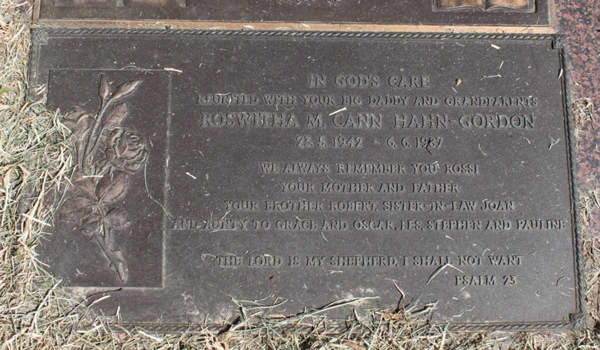 IN GOD'S CARE
REUNITED WITH YOUR BIG DADDY AND GRANDPARENTS
ROSWITHA M. CANN HAHN-GORDON
22.5.1942 - 6.6.1987
WE ALWAYS REMEMBER YOU ROSSI
YOUR MOTHER AND FATHER
YOUR BROTHER ROBERT, SISTER-IN-LAW JOAN
AND AUNTY TO GRACE AND OSCAR, LES, STEPHEN AND PAULINE
"THE LORD IS MY SHEPHERD, I SHALL NOT WANT
PSALM 23